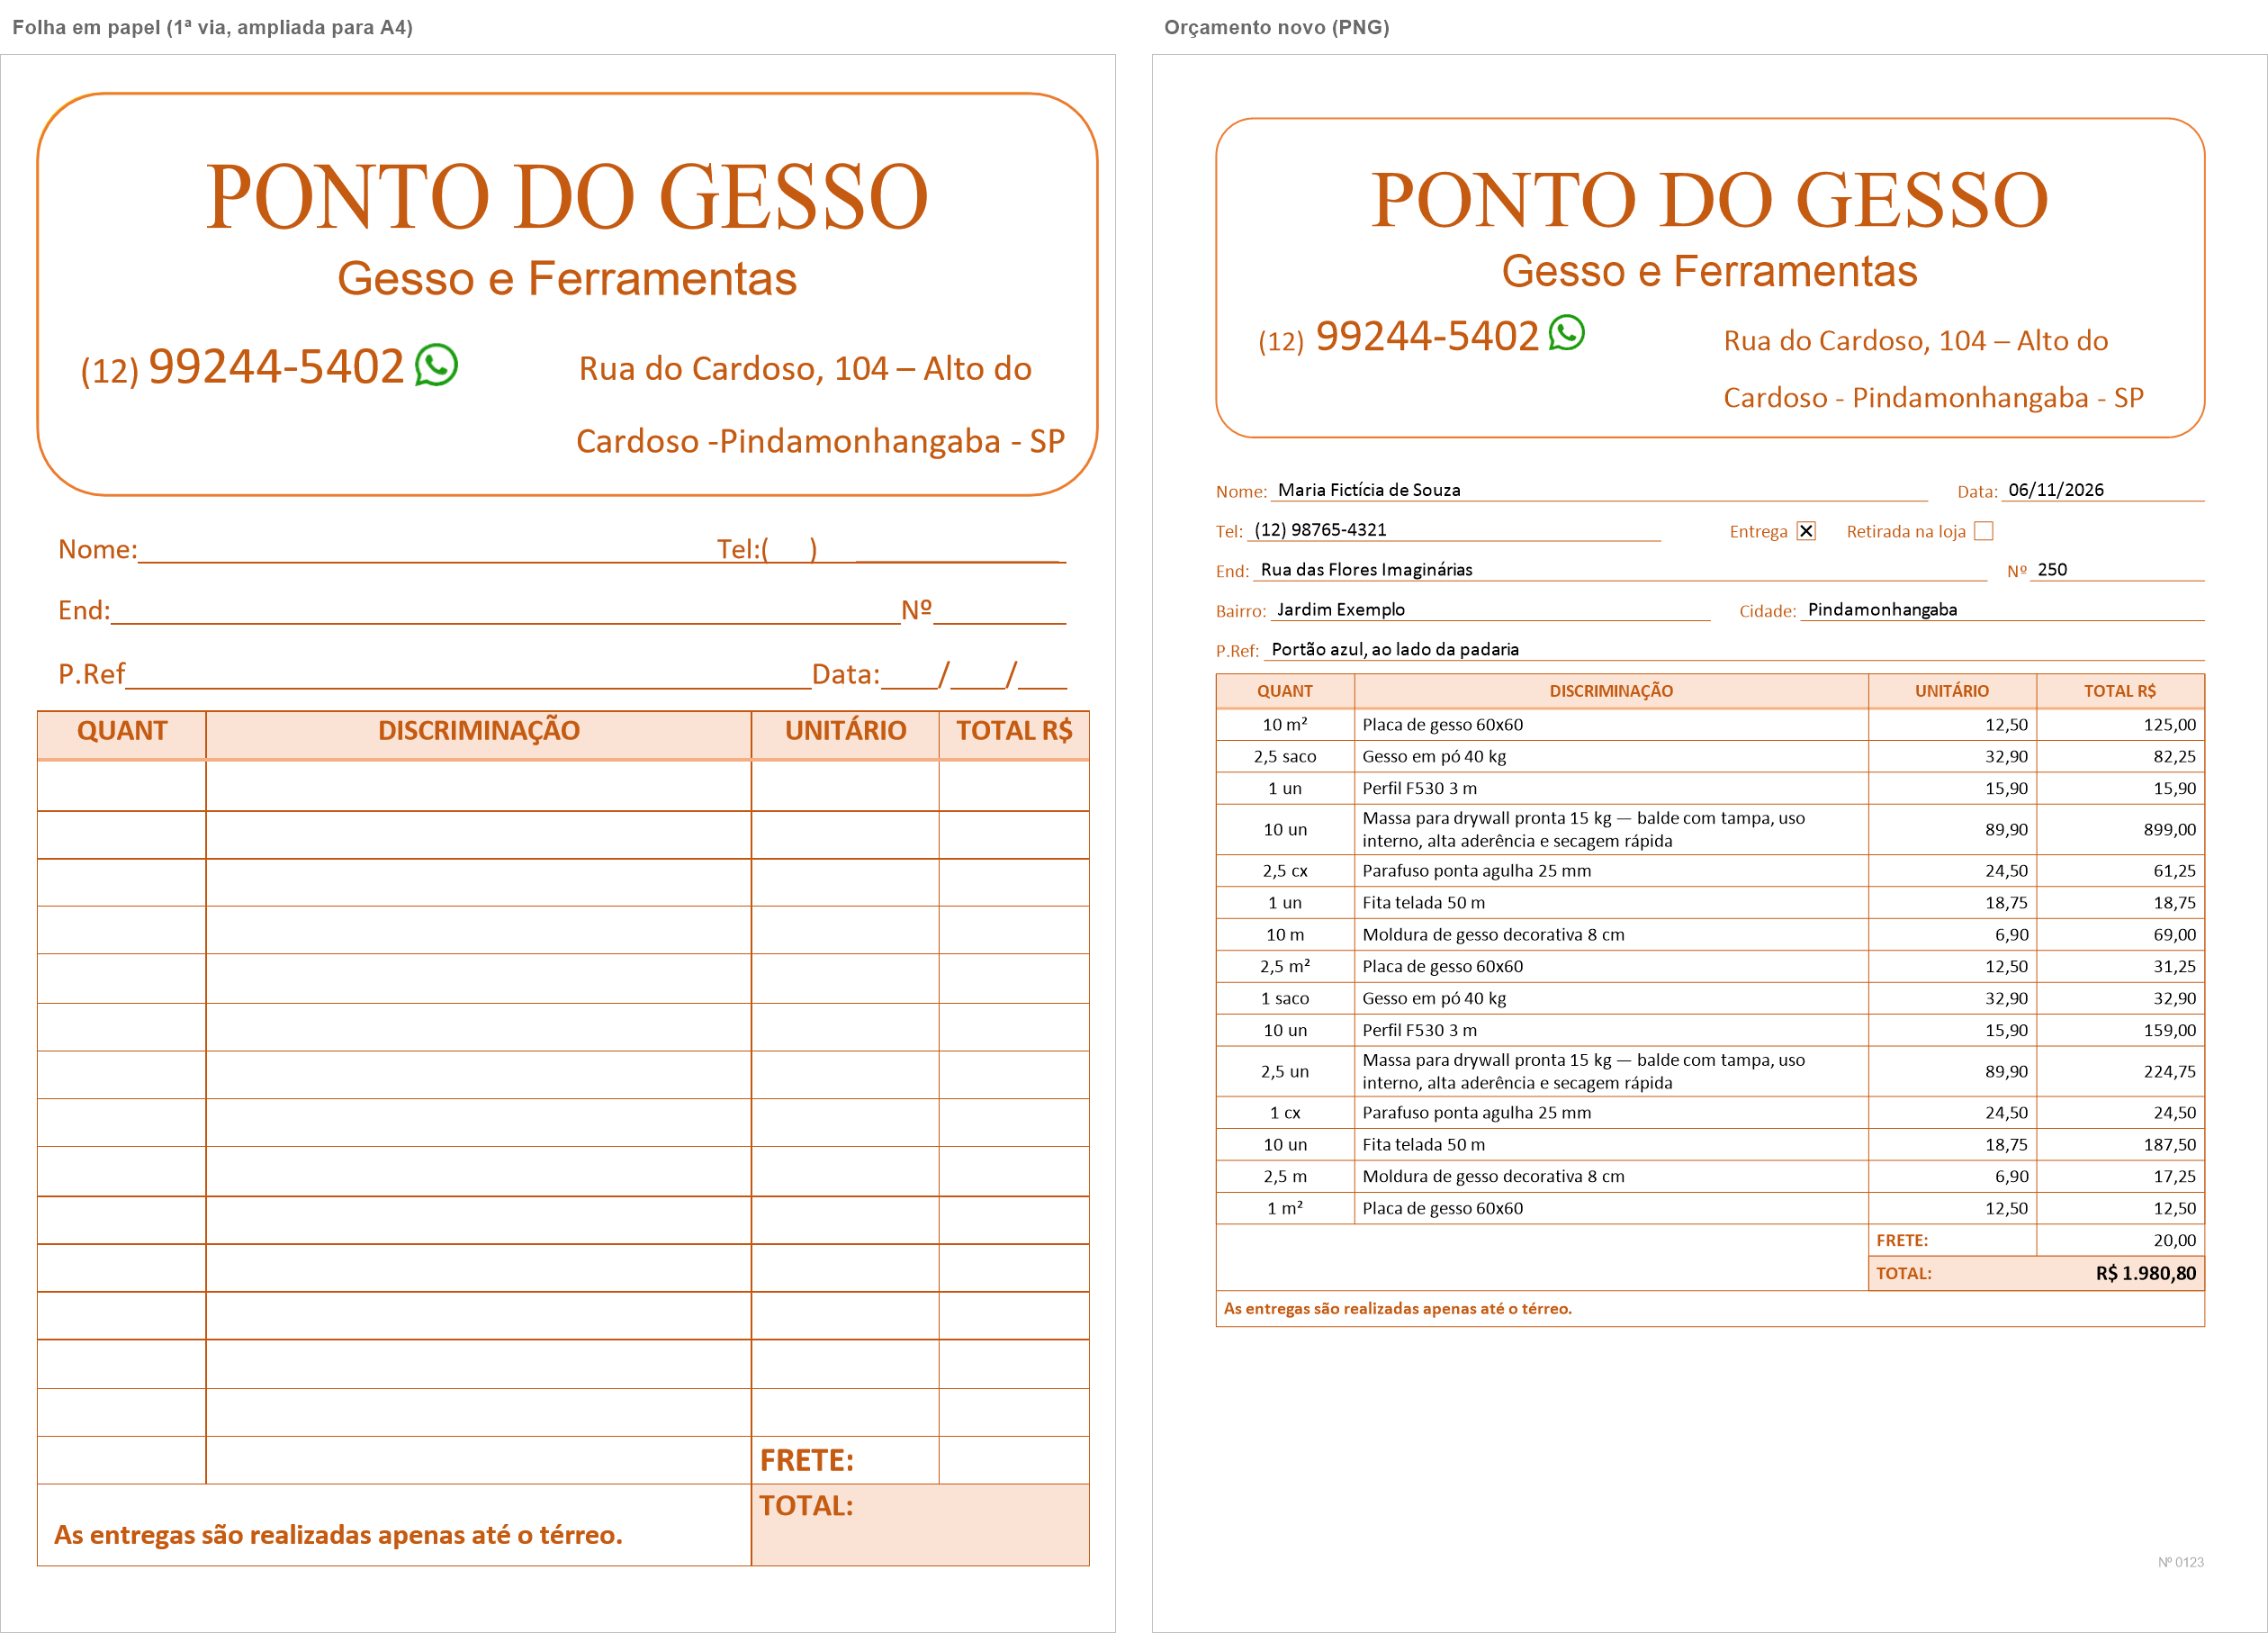 Folha em papel (1ª via, ampliada para A4)
PONTO DO GESSO
Gesso e Ferramentas
(12) 99244-5402
Rua do Cardoso, 104 – Alto do
Cardoso -Pindamonhangaba - SP
Nome: Tel:( )
End: Nº
P.Ref Data: / /
QUANT DISCRIMINAÇÃO UNITÁRIO TOTAL R$
FRETE:
TOTAL:
As entregas são realizadas apenas até o térreo.
Orçamento novo (PNG)
PONTO DO GESSO
Gesso e Ferramentas
(12) 99244-5402
Rua do Cardoso, 104 – Alto do
Cardoso - Pindamonhangaba - SP
Nome: Maria Fictícia de Souza Data: 06/11/2026
Tel: (12) 98765-4321 Entrega ☒ Retirada na loja ☐
End: Rua das Flores Imaginárias Nº 250
Bairro: Jardim Exemplo Cidade: Pindamonhangaba
P.Ref: Portão azul, ao lado da padaria
QUANT DISCRIMINAÇÃO UNITÁRIO TOTAL R$
10 m² Placa de gesso 60x60 12,50 125,00
2,5 saco Gesso em pó 40 kg 32,90 82,25
1 un Perfil F530 3 m 15,90 15,90
10 un Massa para drywall pronta 15 kg — balde com tampa, uso
interno, alta aderência e secagem rápida 89,90 899,00
2,5 cx Parafuso ponta agulha 25 mm 24,50 61,25
1 un Fita telada 50 m 18,75 18,75
10 m Moldura de gesso decorativa 8 cm 6,90 69,00
2,5 m² Placa de gesso 60x60 12,50 31,25
1 saco Gesso em pó 40 kg 32,90 32,90
10 un Perfil F530 3 m 15,90 159,00
2,5 un Massa para drywall pronta 15 kg — balde com tampa, uso
interno, alta aderência e secagem rápida 89,90 224,75
1 cx Parafuso ponta agulha 25 mm 24,50 24,50
10 un Fita telada 50 m 18,75 187,50
2,5 m Moldura de gesso decorativa 8 cm 6,90 17,25
1 m² Placa de gesso 60x60 12,50 12,50
FRETE: 20,00
TOTAL: R$ 1.980,80
As entregas são realizadas apenas até o térreo.
Nº 0123